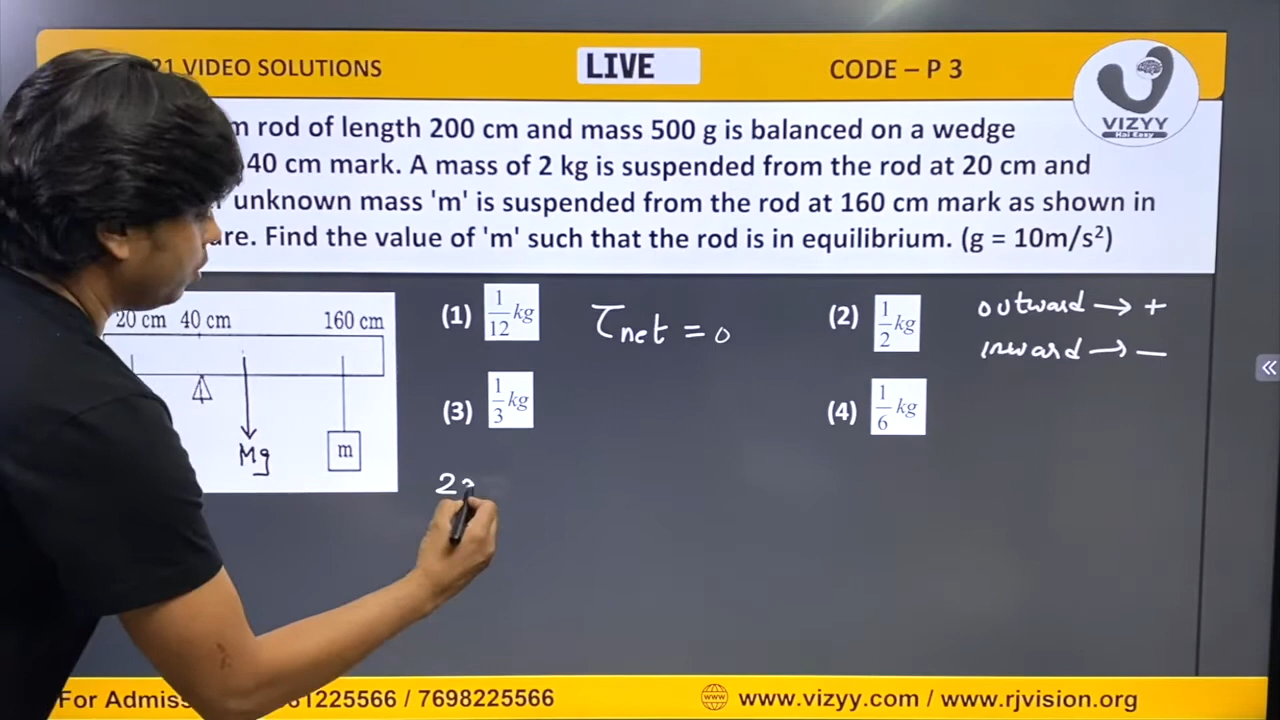 21 VIDEO SOLUTIONS
LIVE
CODE – P 3
VIZYY
Hai Easy
rod of length 200 cm and mass 500 g is balanced on a wedge
40 cm mark. A mass of 2 kg is suspended from the rod at 20 cm and
unknown mass 'm' is suspended from the rod at 160 cm mark as shown in
Find the value of 'm' such that the rod is in equilibrium. (g = 10m/s²)
20 cm 40 cm 160 cm
Mg
m
(1) 1/12 kg
τnet = 0
(2) 1/2 kg
outward → +
inward → –
(3) 1/3 kg
(4) 1/6 kg
2
For
1225566 / 7698225566
www
www.vizyy.com / www.rjvision.org